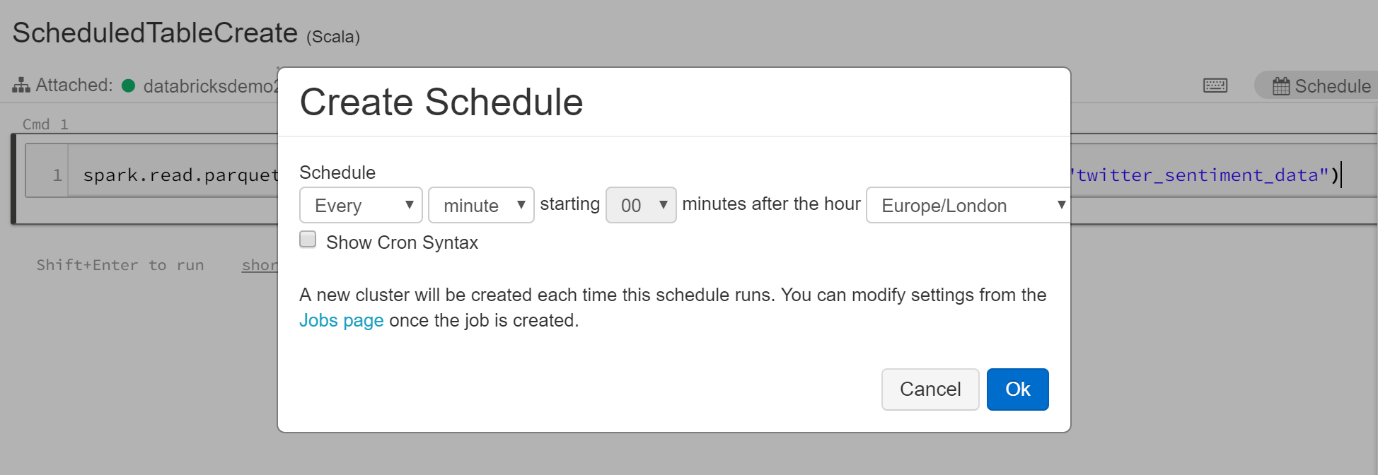 ScheduledTableCreate (Scala)
Attached: databricksdemo
Schedule
Cmd 1
1 spark.read.parquet "twitter_sentiment_data")
Shift+Enter to run
Create Schedule
Schedule
Every minute starting 00 minutes after the hour Europe/London
Show Cron Syntax
A new cluster will be created each time this schedule runs. You can modify settings from the
Jobs page once the job is created.
Cancel Ok